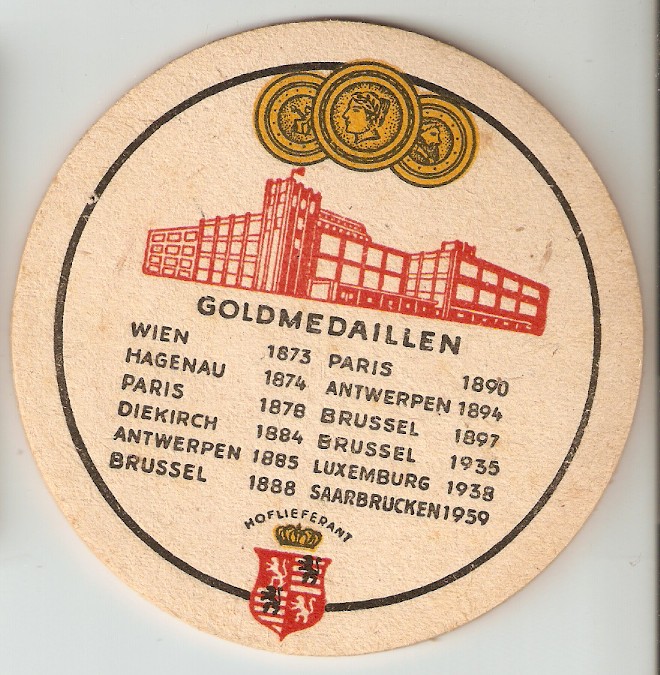 GOLDMEDAILLEN
WIEN 1873
HAGENAU 1874
PARIS 1878
DIEKIRCH 1884
ANTWERPEN 1885
BRUSSEL 1888
PARIS 1890
ANTWERPEN 1894
BRUSSEL 1897
BRUSSEL 1935
LUXEMBURG 1938
SAARBRUCKEN 1959
HOFLIEFERANT